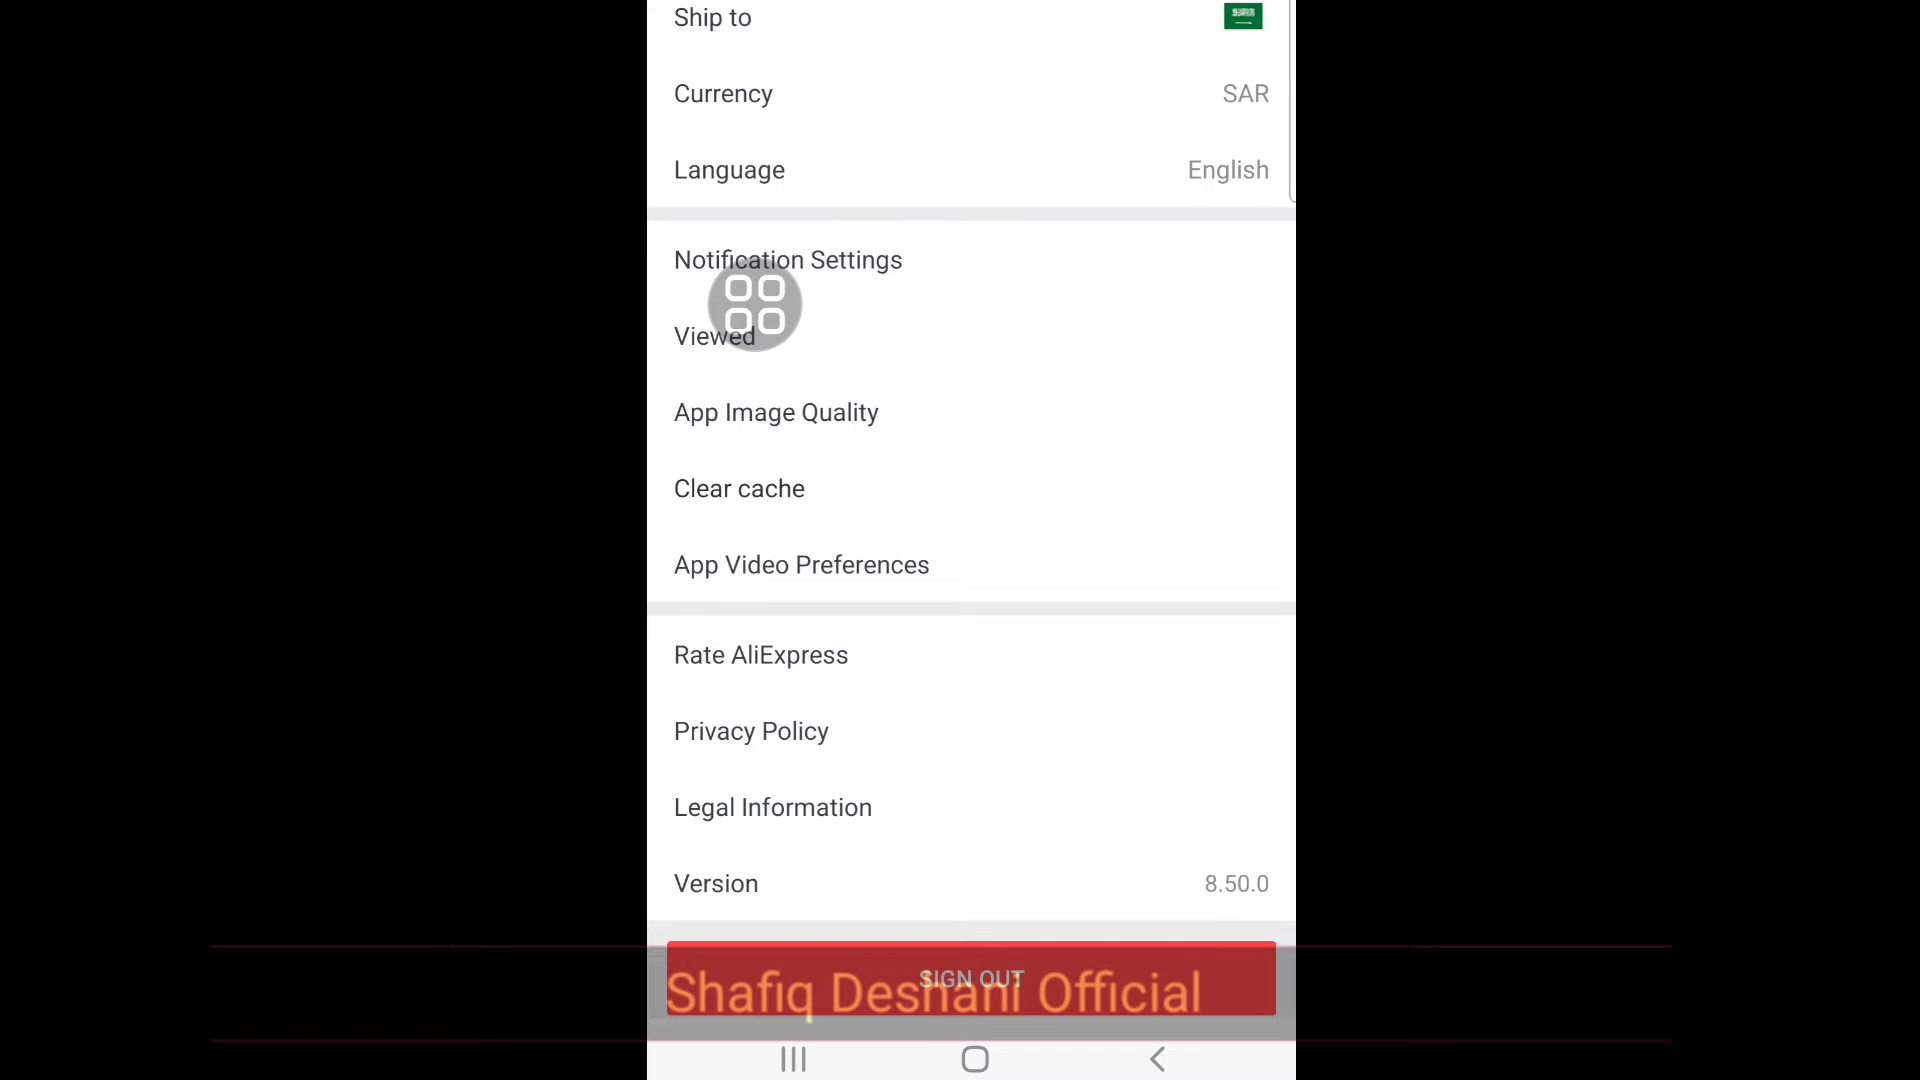 Ship to
Currency SAR
Language English
Notification Settings
Viewed
App Image Quality
Clear cache
App Video Preferences
Rate AliExpress
Privacy Policy
Legal Information
Version 8.50.0
SIGN OUT
Shafiq Deshani Official